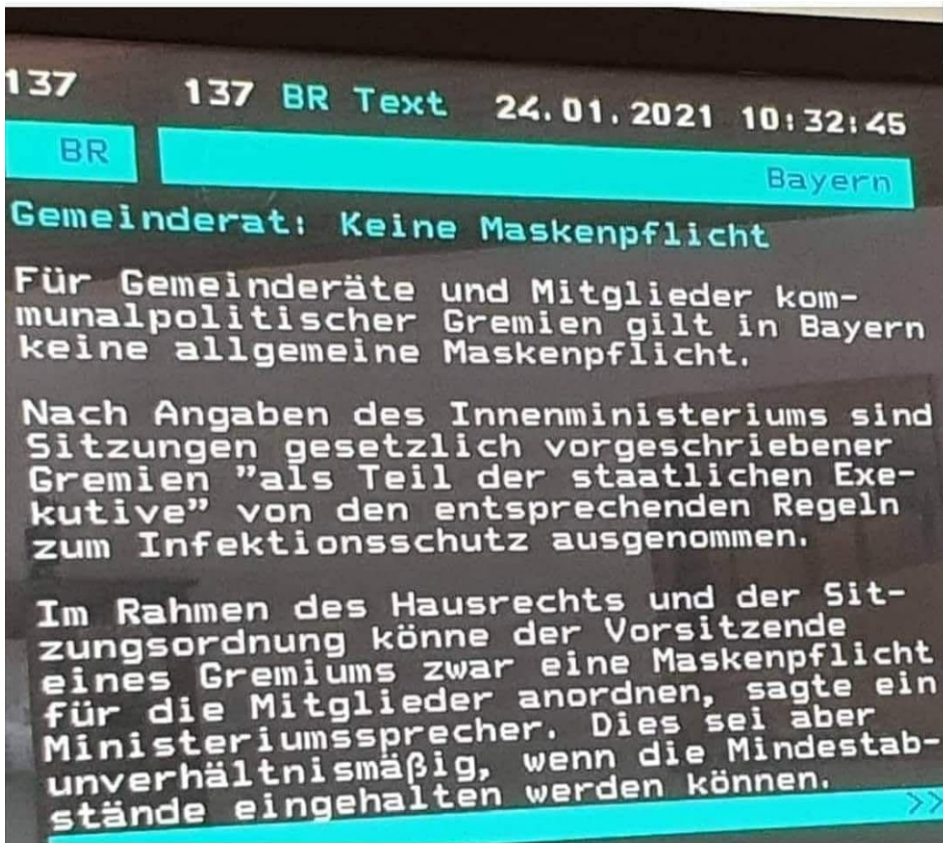 137 137 BR Text 24.01.2021 10:32:45
BR Bayern
Gemeinderat: Keine Maskenpflicht
Für Gemeinderäte und Mitglieder kom-
munalpolitischer Gremien gilt in Bayern
keine allgemeine Maskenpflicht.
Nach Angaben des Innenministeriums sind
Sitzungen gesetzlich vorgeschriebener
Gremien "als Teil der staatlichen Exe-
kutive" von den entsprechenden Regeln
zum Infektionsschutz ausgenommen.
Im Rahmen des Hausrechts und der Sit-
zungsordnung könne der Vorsitzende
eines Gremiums zwar eine Maskenpflicht
für die Mitglieder anordnen, sagte ein
Ministeriumssprecher. Dies sei aber
unverhältnismäßig, wenn die Mindestab-
stände eingehalten werden können.
>>